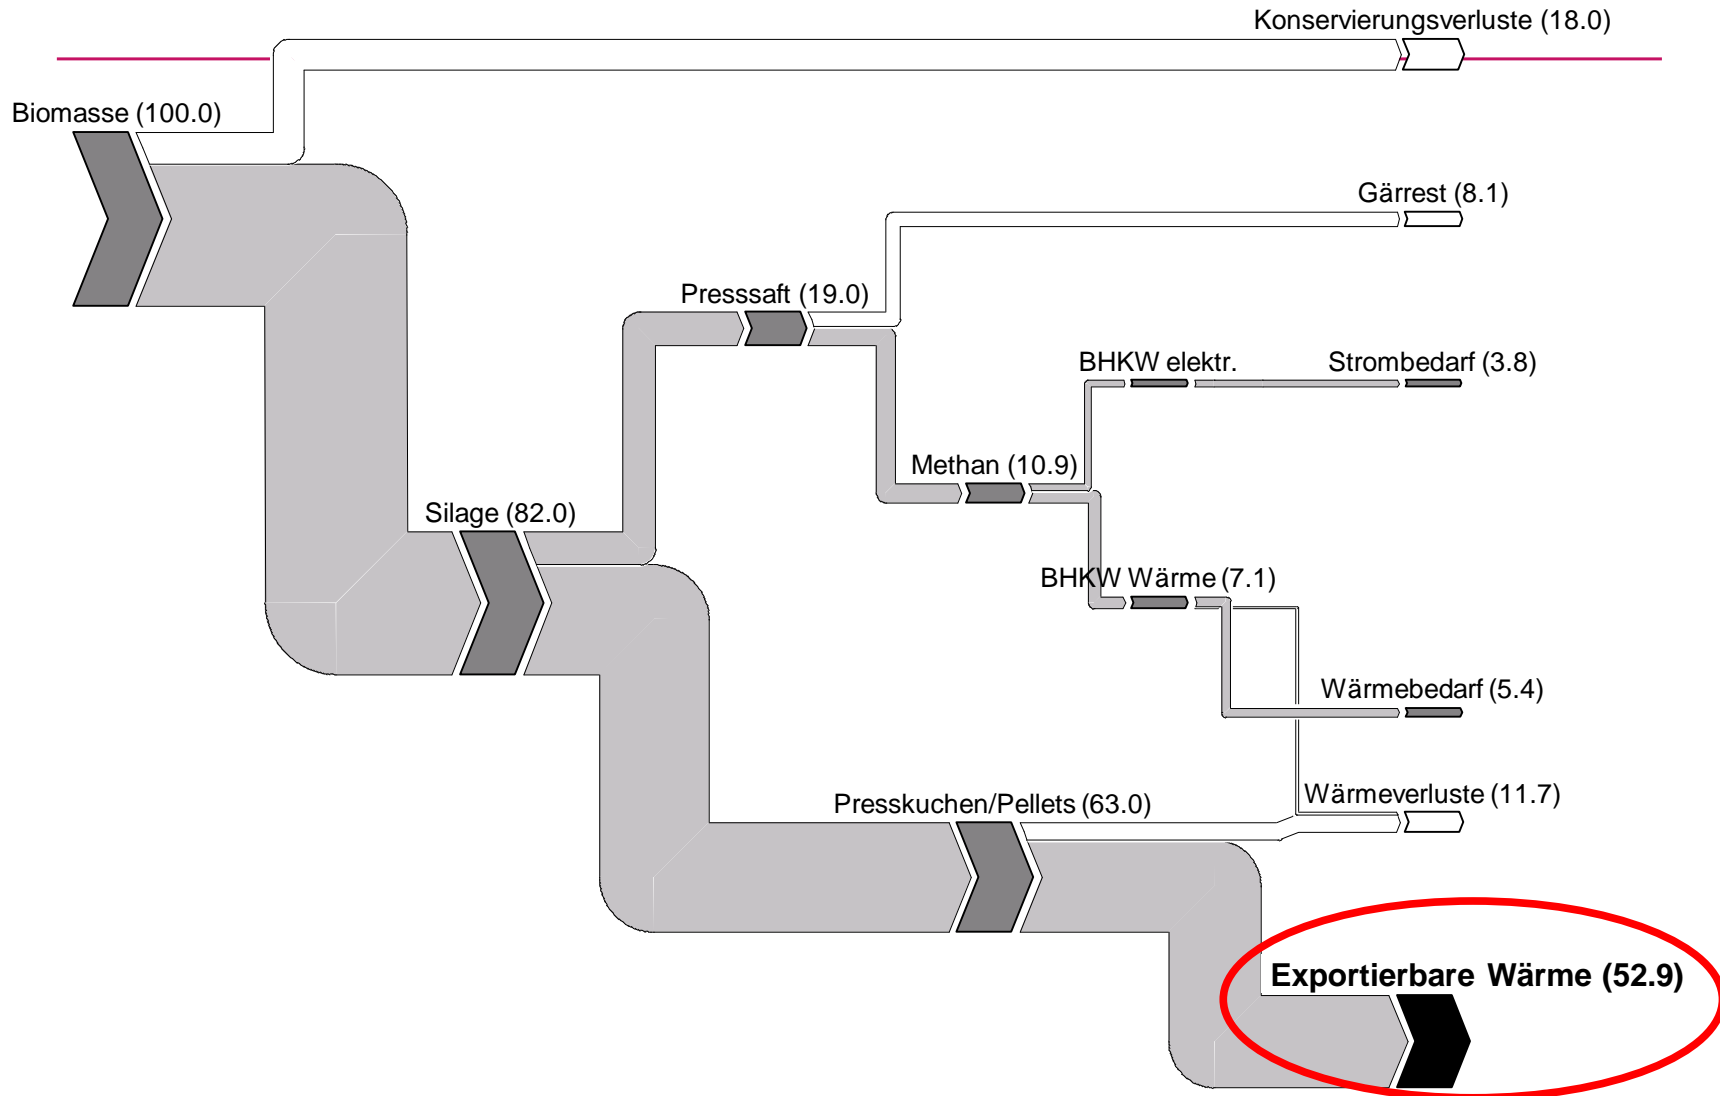 Konservierungsverluste (18.0)
Biomasse (100.0)
Gärrest (8.1)
Presssaft (19.0)
BHKW elektr.
Strombedarf (3.8)
Methan (10.9)
Silage (82.0)
BHKW Wärme (7.1)
Wärmebedarf (5.4)
Wärmeverluste (11.7)
Presskuchen/Pellets (63.0)
Exportierbare Wärme (52.9)